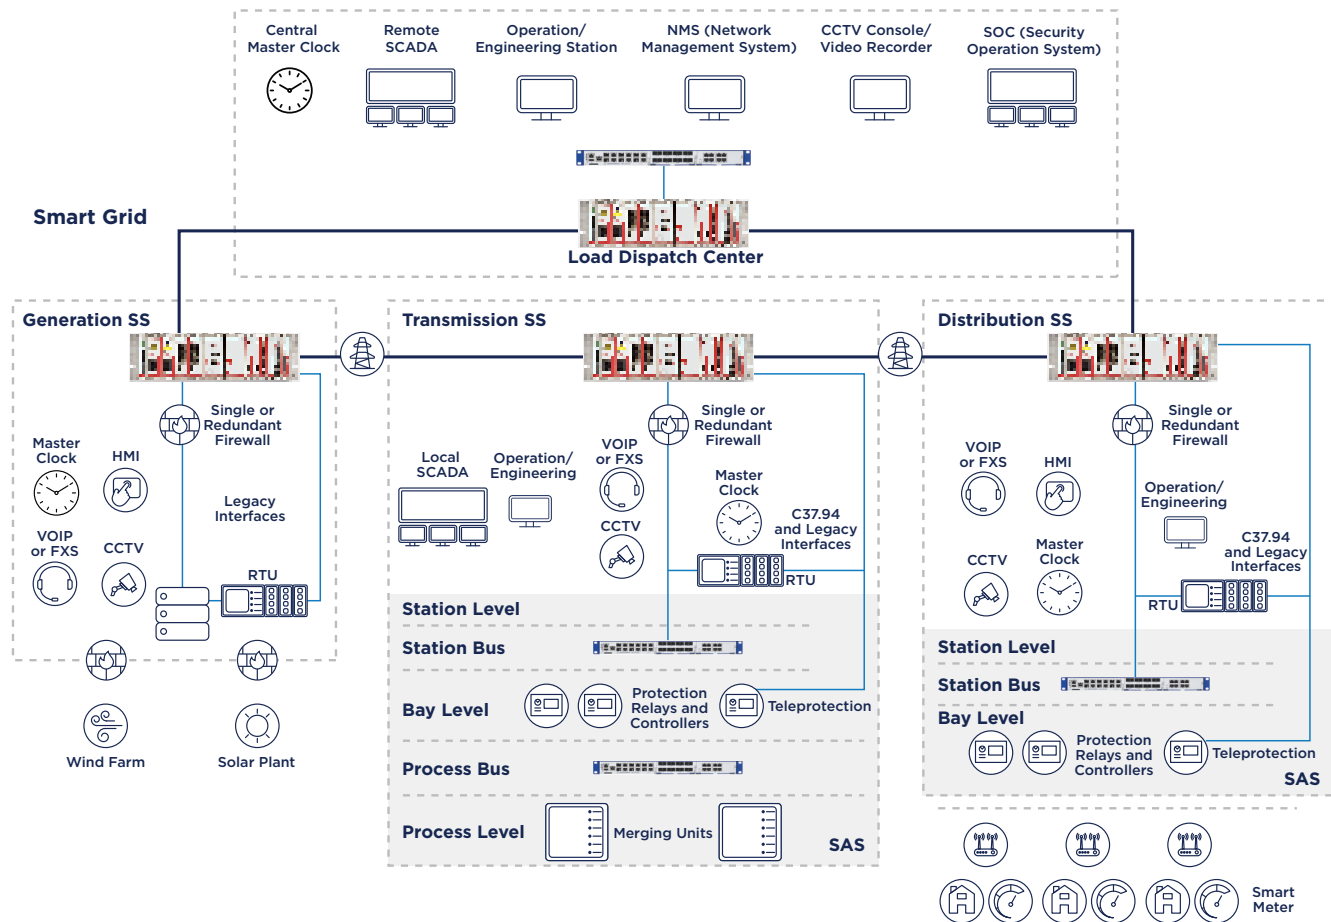 Central
Master Clock
Remote
SCADA
Operation/
Engineering Station
NMS (Network
Management System)
CCTV Console/
Video Recorder
SOC (Security
Operation System)
Smart Grid
Load Dispatch Center
Generation SS
Single or
Redundant
Firewall
Master
Clock
HMI
Legacy
Interfaces
VOIP
or FXS
CCTV
RTU
Wind Farm
Solar Plant
Transmission SS
Single or
Redundant
Firewall
Local
SCADA
Operation/
Engineering
VOIP
or FXS
Master
Clock
CCTV
C37.94
and Legacy
Interfaces
RTU
Station Level
Station Bus
Bay Level
Protection
Relays and
Controllers
Teleprotection
Process Bus
Process Level
Merging Units
SAS
Distribution SS
Single or
Redundant
Firewall
VOIP
or FXS
HMI
Operation/
Engineering
CCTV
Master
Clock
C37.94
and Legacy
Interfaces
RTU
Station Level
Station Bus
Bay Level
Protection
Relays and
Controllers
Teleprotection
SAS
Smart
Meter